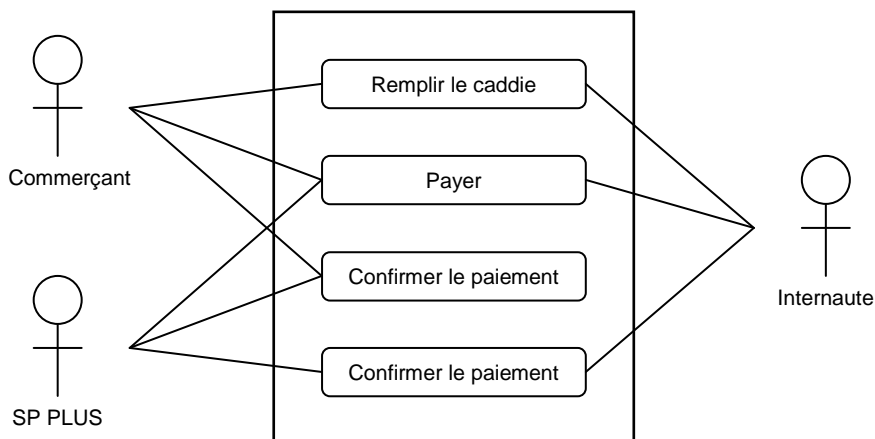 Remplir le caddie
Commerçant
Payer
Confirmer le paiement
Internaute
Confirmer le paiement
SP PLUS